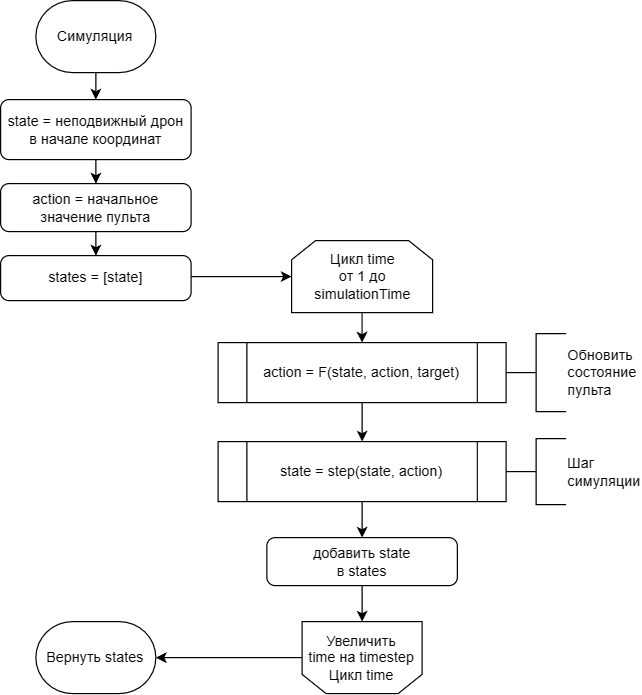 Симуляция
state = неподвижный дрон
в начале координат
action = начальное
значение пульта
states = [state]
Цикл time
от 1 до
simulationTime
action = F(state, action, target)
Обновить
состояние
пульта
state = step(state, action)
Шаг
симуляции
добавить state
в states
Увеличить
time на timestep
Цикл time
Вернуть states